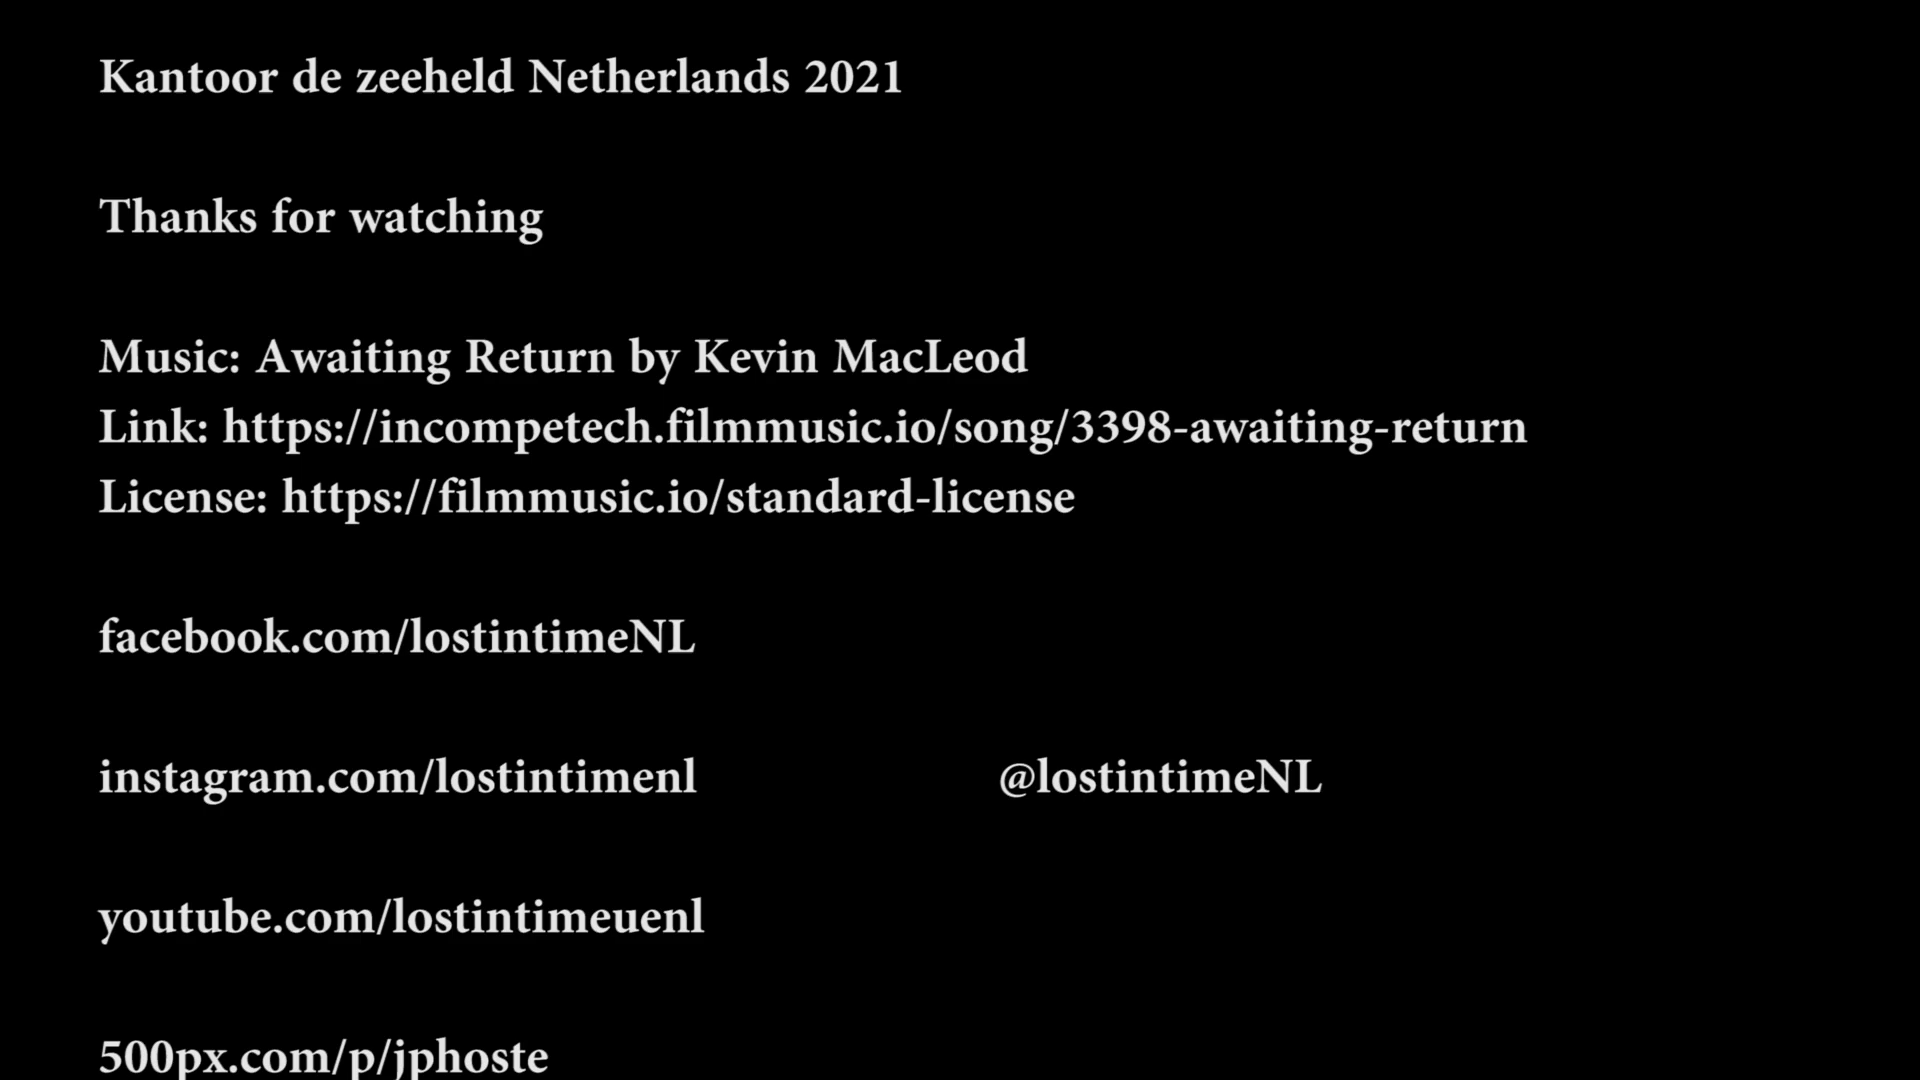 Kantoor de zeeheld Netherlands 2021
Thanks for watching
Music: Awaiting Return by Kevin MacLeod
Link: https://incompetech.filmmusic.io/song/3398-awaiting-return
License: https://filmmusic.io/standard-license
facebook.com/lostintimeNL
instagram.com/lostintimenl @lostintimeNL
youtube.com/lostintimeuenl
500px.com/p/jphoste